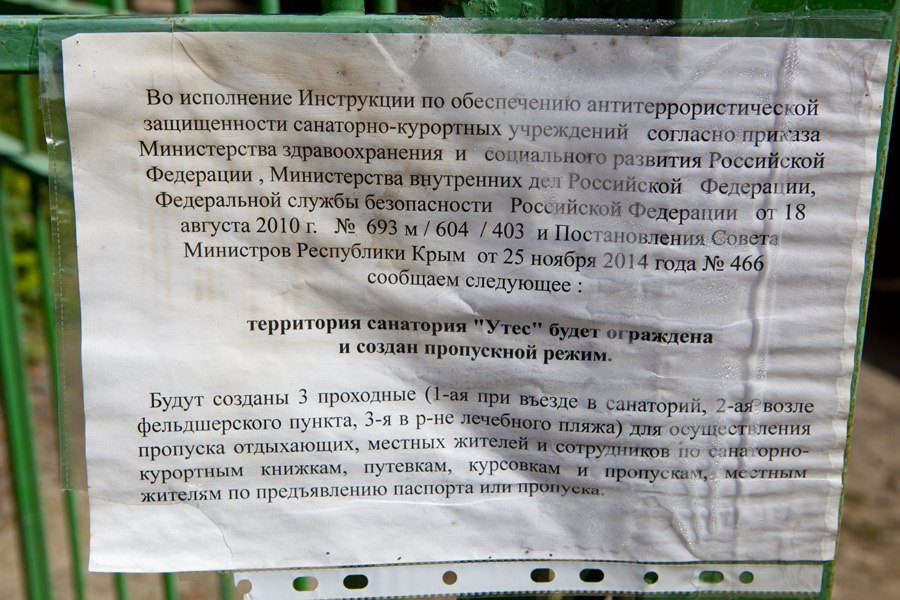 Во исполнение Инструкции по обеспечению антитеррористической
защищенности санаторно-курортных учреждений согласно приказа
Министерства здравоохранения и социального развития Российской
Федерации , Министерства внутренних дел Российской Федерации,
Федеральной службы безопасности Российской Федерации от 18
августа 2010 г. № 693 м / 604 / 403 и Постановления Совета
Министров Республики Крым от 25 ноября 2014 года № 466
сообщаем следующее :
территория санатория "Утес" будет ограждена
и создан пропускной режим.
Будут созданы 3 проходные (1-ая при въезде в санаторий, 2-ая возле
фельдшерского пункта, 3-я в р-не лечебного пляжа) для осуществления
пропуска отдыхающих, местных жителей и сотрудников по санаторно-
курортным книжкам, путевкам, курсовкам и пропускам, местным
жителям по предъявлению паспорта или пропуска.